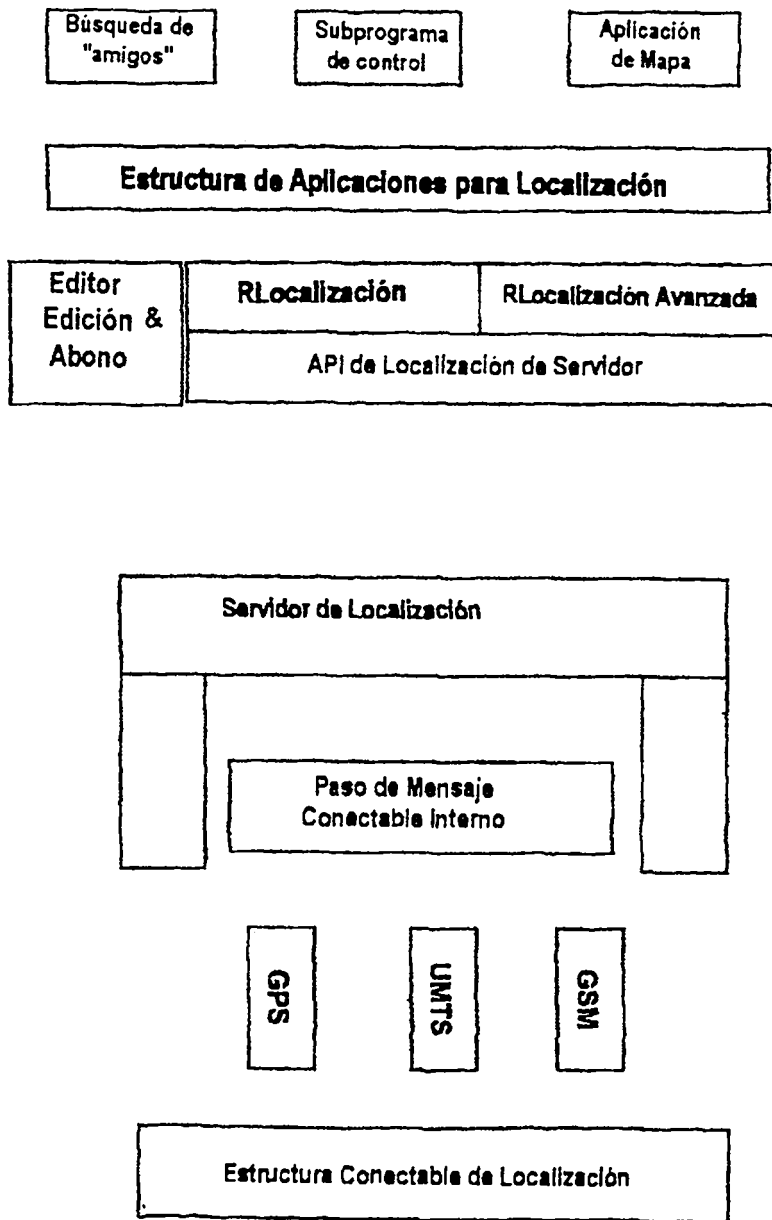 Búsqueda de
"amigos"
Subprograma
de control
Aplicación
de Mapa
Estructura de Aplicaciones para Localización
Editor
Edición &
Abono
RLocalización
RLocalización Avanzada
API de Localización de Servidor
Servidor de Localización
Paso de Mensaje
Conectable Interno
GPS
UMTS
GSM
Estructura Conectable de Localización